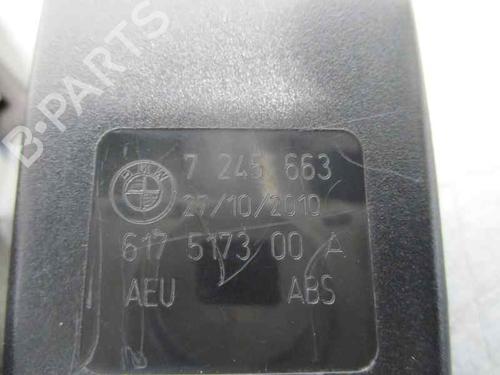 B-PARTS
BMW
7 245 663
27/10/2010
617 5173 00 A
AEU ABS